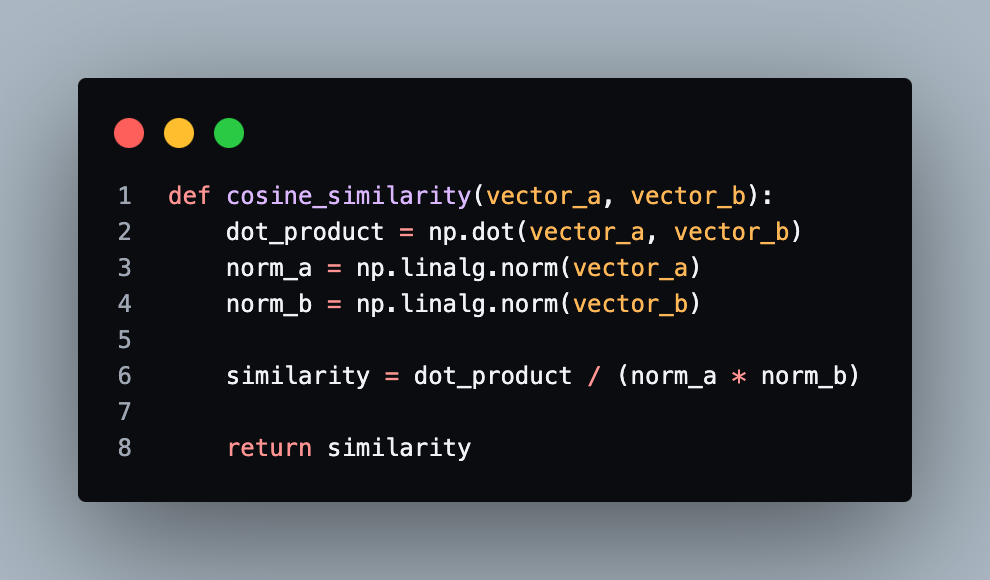 1 def cosine_similarity(vector_a, vector_b):
2     dot_product = np.dot(vector_a, vector_b)
3     norm_a = np.linalg.norm(vector_a)
4     norm_b = np.linalg.norm(vector_b)
5
6     similarity = dot_product / (norm_a * norm_b)
7
8     return similarity